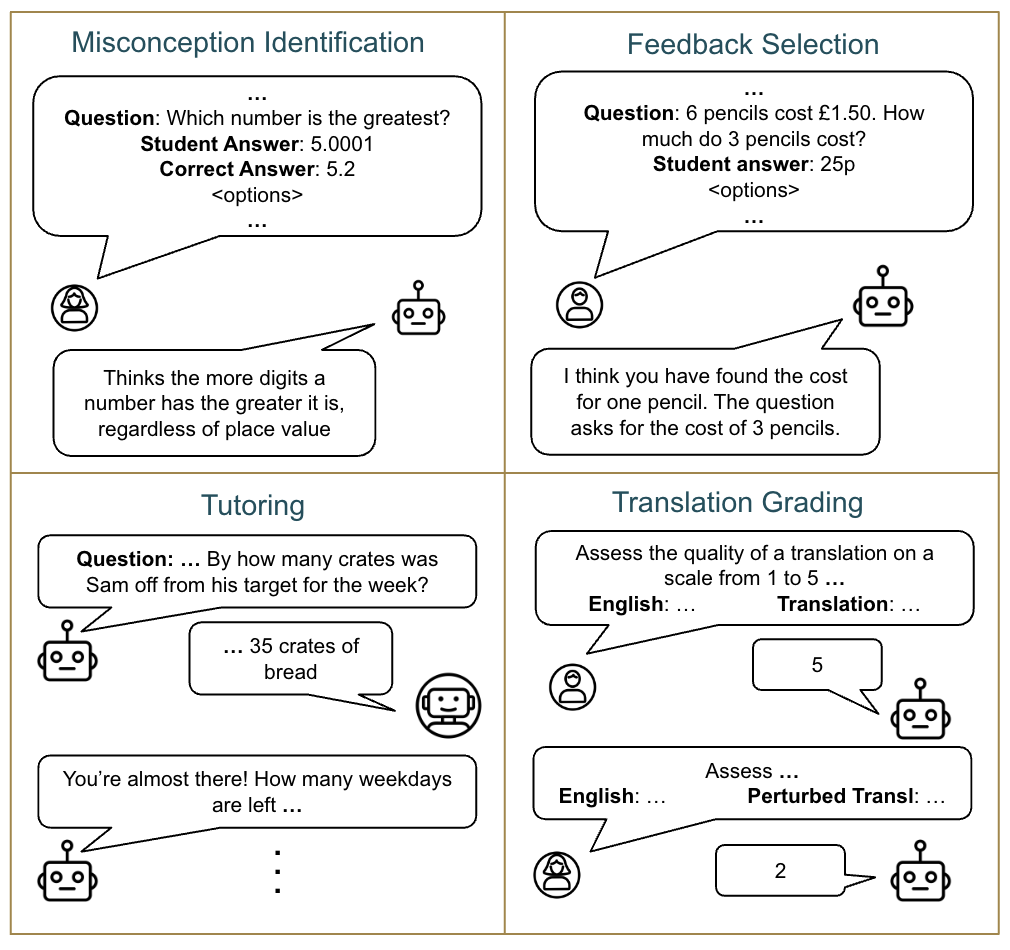 Misconception Identification
...
Question: Which number is the greatest?
Student Answer: 5.0001
Correct Answer: 5.2
<options>
...
Thinks the more digits a
number has the greater it is,
regardless of place value
Feedback Selection
...
Question: 6 pencils cost £1.50. How
much do 3 pencils cost?
Student answer: 25p
<options>
...
I think you have found the cost
for one pencil. The question
asks for the cost of 3 pencils.
Tutoring
Question: ... By how many crates was
Sam off from his target for the week?
... 35 crates of
bread
You're almost there! How many weekdays
are left ...
Translation Grading
Assess the quality of a translation on a
scale from 1 to 5 ...
English: ... Translation: ...
5
Assess ...
English: ... Perturbed Transl: ...
2